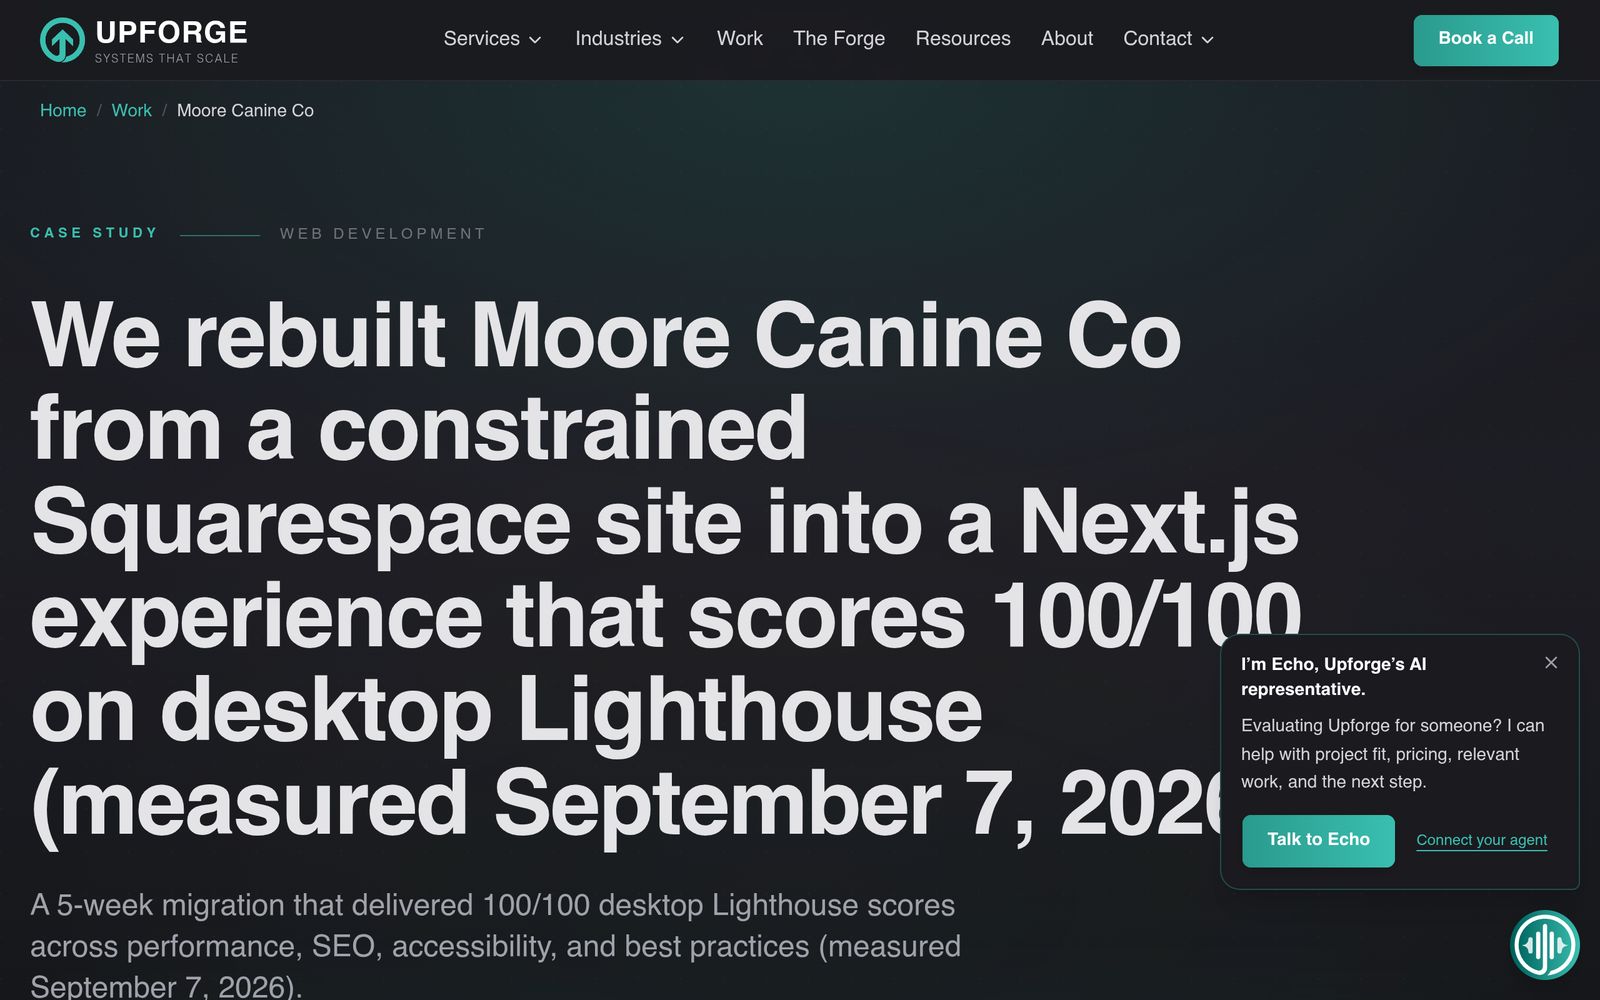 UPFORGE
SYSTEMS THAT SCALE
Services
Industries
Work
The Forge
Resources
About
Contact
Book a Call
Home / Work / Moore Canine Co
CASE STUDY
WEB DEVELOPMENT
We rebuilt Moore Canine Co
from a constrained
Squarespace site into a Next.js
experience that scores 100/100
on desktop Lighthouse
(measured September 7, 2026
A 5-week migration that delivered 100/100 desktop Lighthouse scores
across performance, SEO, accessibility, and best practices (measured
September 7, 2026).
I’m Echo, Upforge’s AI
representative.
Evaluating Upforge for someone? I can
help with project fit, pricing, relevant
work, and the next step.
Talk to Echo
Connect your agent